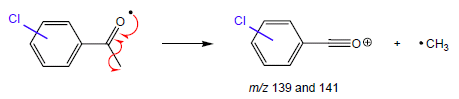 Cl
O
•
Cl
≡O⊕ + •CH₃
m/z 139 and 141